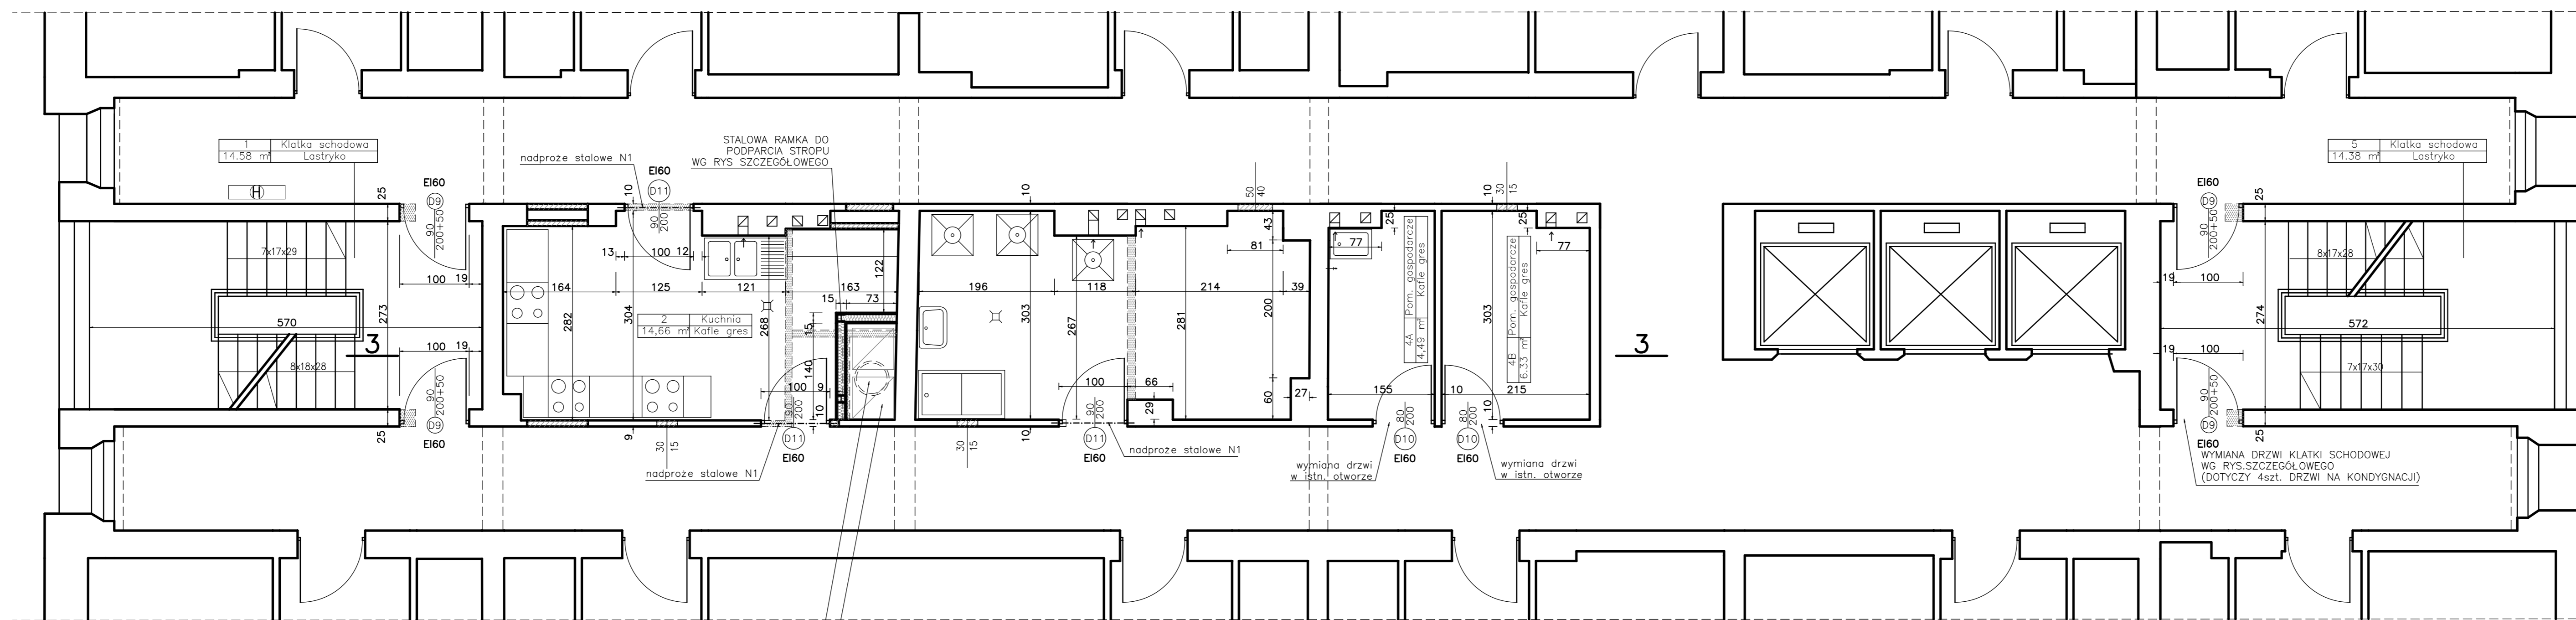 1 Klatka schodowa
14.58 m² Lastryko
H
nadproże stalowe N1
STALOWA RAMKA DO
PODPARCIA STROPU
WG RYS SZCZEGÓŁOWEGO
5 Klatka schodowa
14.38 m² Lastryko
EI60
D9
90
200+50
25
7x17x29
100 19
570
273
100 19
3
8x18x28
90
200+50
D9
EI60
25
EI60
D11
90
200
10
13 100 12
164 125 121 163
122
15 73
282
304
2 Kuchnia
14,66 m² Kafle gres
268
15
140
100 9
90
200
10
D11
EI60
9
30
15
nadproże stalowe N1
10
196 118 214 39
303
267
281
50
40
43
81
200
100 66
29
60
27
90
200
D11
EI60
10
30
15
nadproże stalowe N1
25
77
4A Pom. gospodarcze
4,49 m² Kafle gres
155
80
200
D10
EI60
wymiana drzwi
w istn. otworze
10
30
15
25
77
303
4B Pom. gospodarcze
6.33 m² Kafle gres
10 215
10
80
200
D10
EI60
wymiana drzwi
w istn. otworze
3
EI60
D9
90
200+50
25
8x17x28
19 100
572
274
19 100
7x17x30
90
200+50
D9
EI60
25
WYMIANA DRZWI KLATKI SCHODOWEJ
WG RYS.SZCZEGÓŁOWEGO
(DOTYCZY 4szt. DRZWI NA KONDYGNACJI)